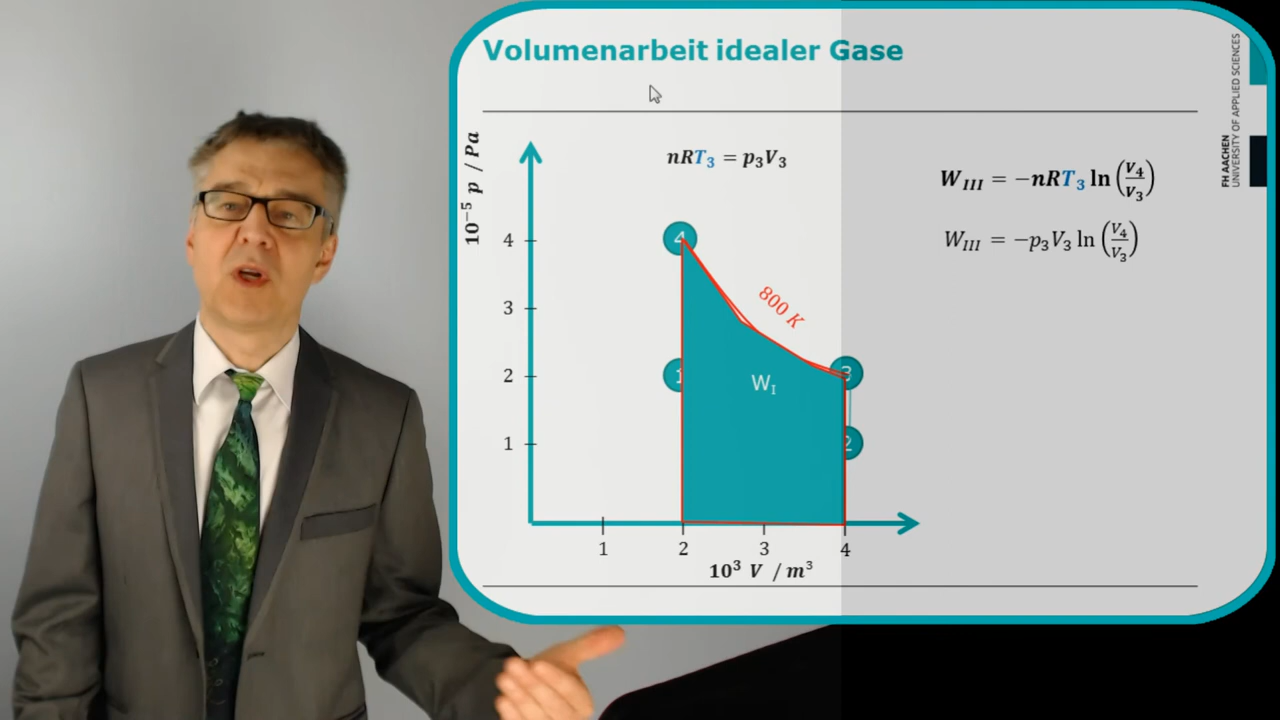 Volumenarbeit idealer Gase
FH AACHEN
UNIVERSITY OF APPLIED SCIENCES
10⁻⁵ p / Pa
nRT₃ = p₃V₃
W_III = −nRT₃ ln (V₄/V₃)
W_III = −p₃V₃ ln (V₄/V₃)
4
4
3
800 K
2
1
W_I
3
1
2
1
2
3
4
10³ V / m³